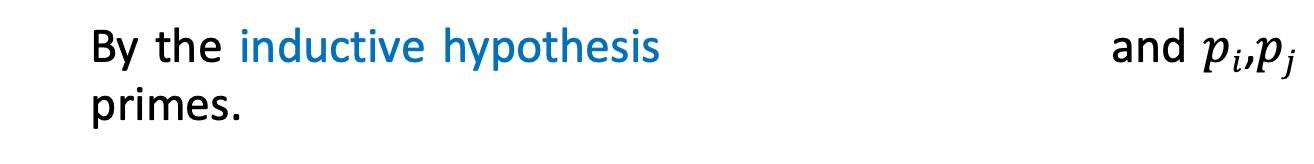 By the inductive hypothesis and 𝑝ᵢ,𝑝ⱼ
primes.